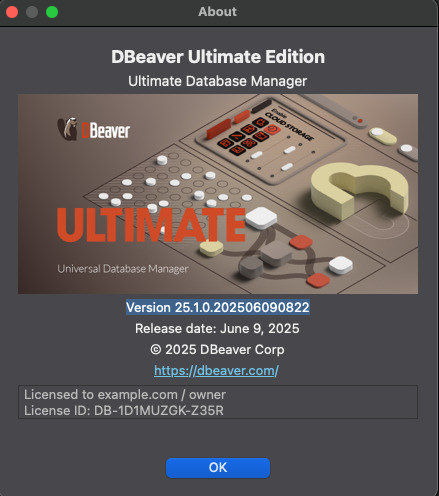 About
DBeaver Ultimate Edition
Ultimate Database Manager
DBeaver
Enable
CLOUD STORAGE
ULTIMATE
Universal Database Manager
Version 25.1.0.202506090822
Release date: June 9, 2025
© 2025 DBeaver Corp
https://dbeaver.com/
Licensed to example.com / owner
License ID: DB-1D1MUZGK-Z35R
OK